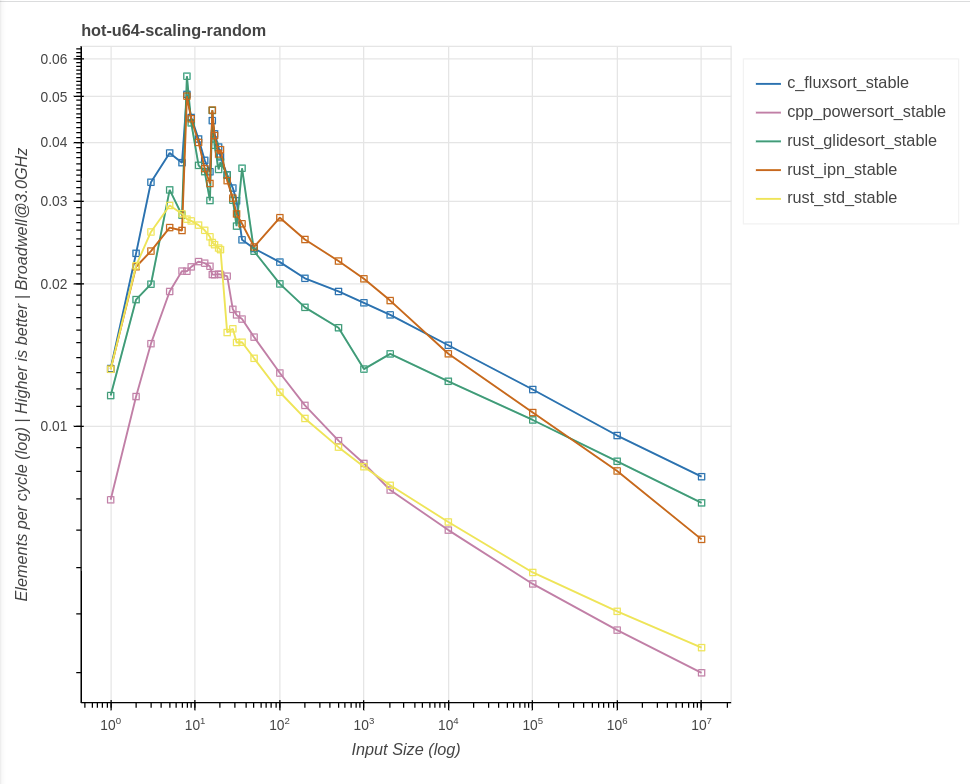 hot-u64-scaling-random
Elements per cycle (log) | Higher is better | Broadwell@3.0GHz
0.06
0.05
0.04
0.03
0.02
0.01
10⁰ 10¹ 10² 10³ 10⁴ 10⁵ 10⁶ 10⁷
Input Size (log)
c_fluxsort_stable
cpp_powersort_stable
rust_glidesort_stable
rust_ipn_stable
rust_std_stable